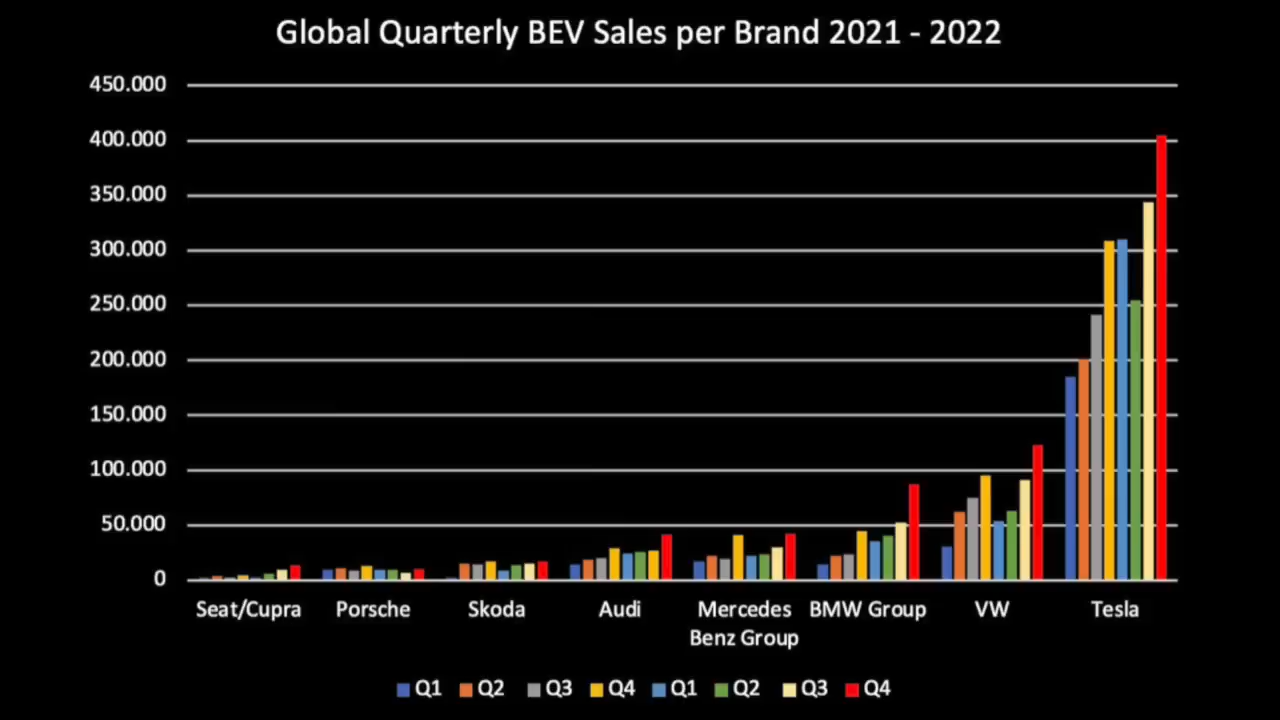 Global Quarterly BEV Sales per Brand 2021 - 2022
450.000
400.000
350.000
300.000
250.000
200.000
150.000
100.000
50.000
0
Seat/Cupra
Porsche
Skoda
Audi
Mercedes
Benz Group
BMW Group
VW
Tesla
Q1 Q2 Q3 Q4 Q1 Q2 Q3 Q4